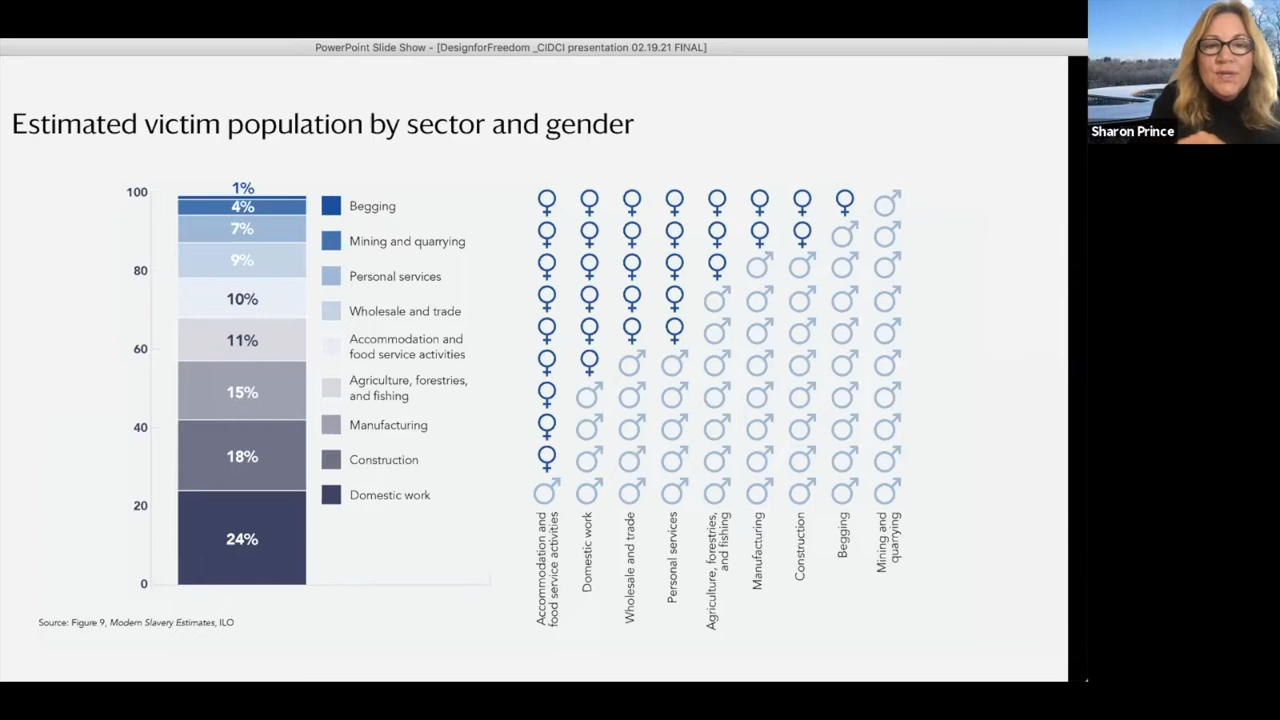 PowerPoint Slide Show - [DesignforFreedom _CIDCI presentation 02.19.21 FINAL]
Sharon Prince
Estimated victim population by sector and gender
100
80
60
40
20
0
1%
4%
7%
9%
10%
11%
15%
18%
24%
Begging
Mining and quarrying
Personal services
Wholesale and trade
Accommodation and
food service activities
Agriculture, forestries,
and fishing
Manufacturing
Construction
Domestic work
Accommodation and
food service activities
Domestic work
Wholesale and trade
Personal services
Agriculture, forestries,
and fishing
Manufacturing
Construction
Begging
Mining and
quarrying
Source: Figure 9, Modern Slavery Estimates, ILO